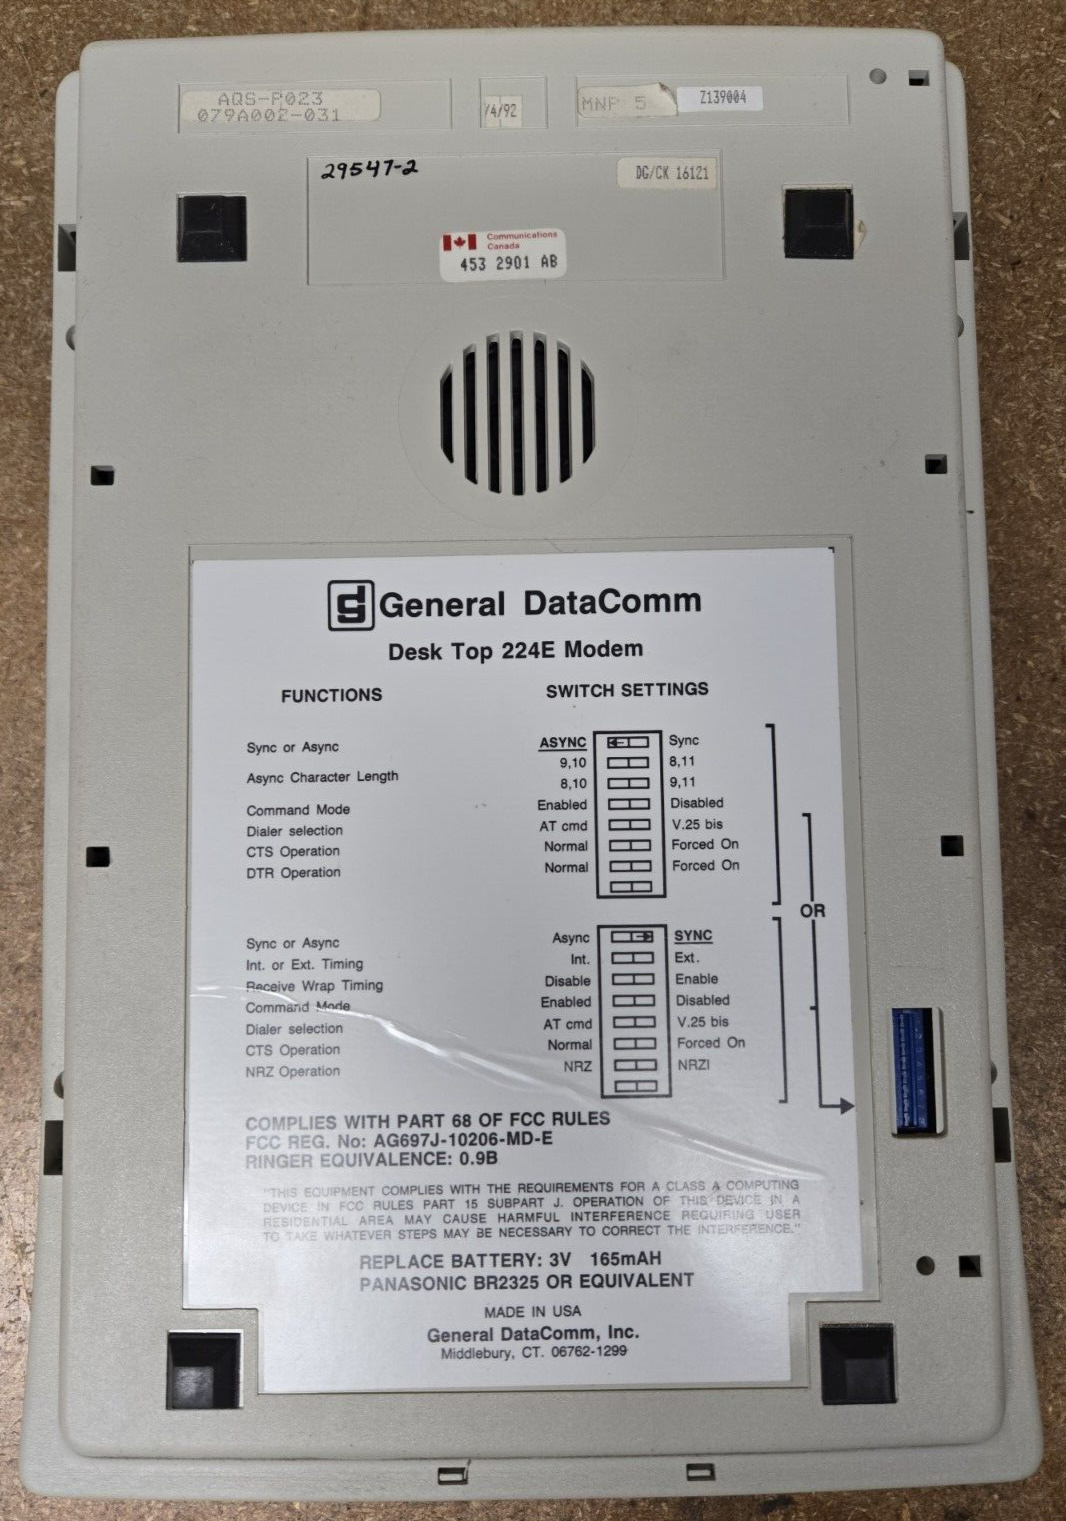 AQS-P023
079A002-031
/4/92
MNP 5
Z139004
29547-2
DG/CK 16121
Communications
Canada
453 2901 AB
General DataComm
Desk Top 224E Modem
FUNCTIONS SWITCH SETTINGS
Sync or Async ASYNC Sync
9,10 8,11
Async Character Length
8,10 9,11
Command Mode Enabled Disabled
Dialer selection AT cmd V.25 bis
CTS Operation Normal Forced On
DTR Operation Normal Forced On
OR
Sync or Async Async SYNC
Int. or Ext. Timing Int. Ext.
Receive Wrap Timing Disable Enable
Command Mode Enabled Disabled
Dialer selection AT cmd V.25 bis
CTS Operation Normal Forced On
NRZ Operation NRZ NRZI
COMPLIES WITH PART 68 OF FCC RULES
FCC REG. No: AG697J-10206-MD-E
RINGER EQUIVALENCE: 0.9B
"THIS EQUIPMENT COMPLIES WITH THE REQUIREMENTS FOR A CLASS A COMPUTING
DEVICE IN FCC RULES PART 15 SUBPART J. OPERATION OF THIS DEVICE IN A
RESIDENTIAL AREA MAY CAUSE HARMFUL INTERFERENCE REQUIRING USER
TO TAKE WHATEVER STEPS MAY BE NECESSARY TO CORRECT THE INTERFERENCE."
REPLACE BATTERY: 3V 165mAH
PANASONIC BR2325 OR EQUIVALENT
MADE IN USA
General DataComm, Inc.
Middlebury, CT. 06762-1299